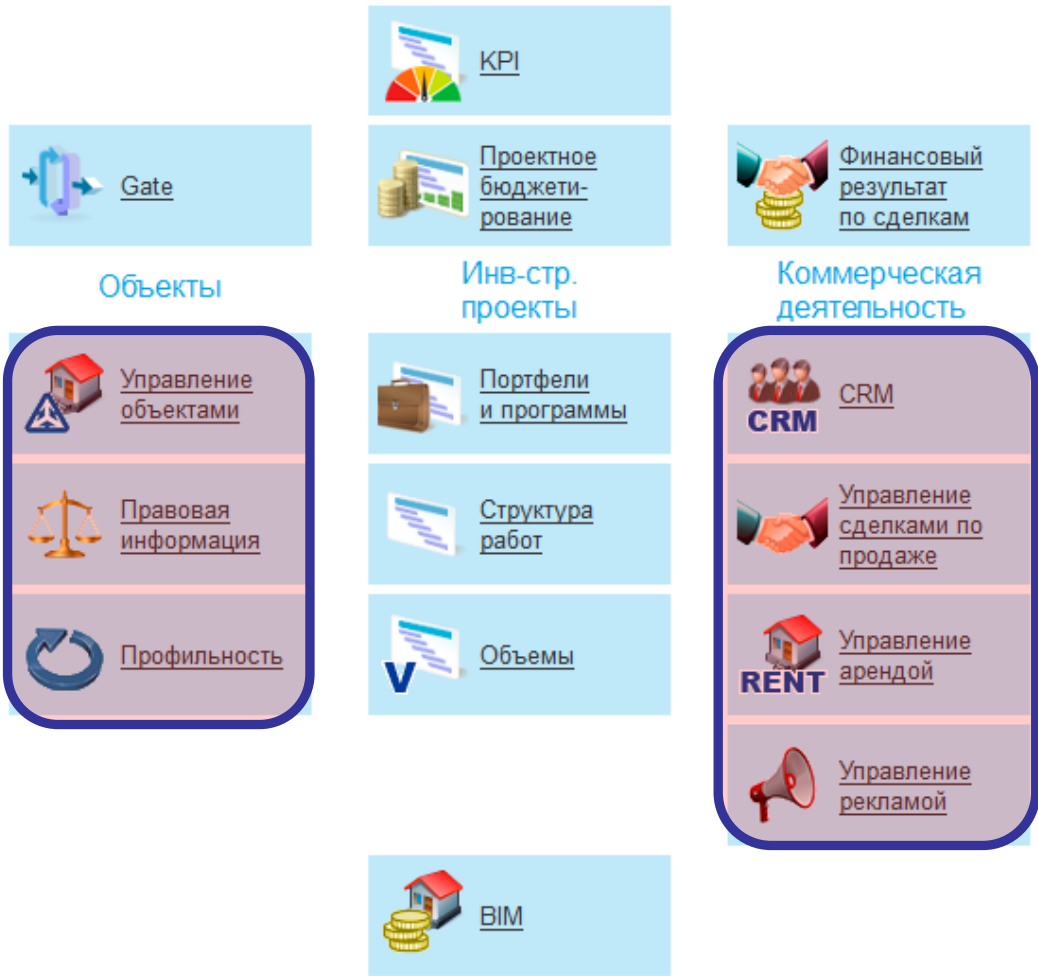 KPI
Gate
Проектное
бюджети-
рование
Финансовый
результат
по сделкам
Объекты
Инв-стр.
проекты
Коммерческая
деятельность
Управление
объектами
Портфели
и программы
CRM
CRM
Правовая
информация
Структура
работ
Управление
сделками по
продаже
Профильность
V
Объемы
RENT
Управление
арендой
Управление
рекламой
BIM